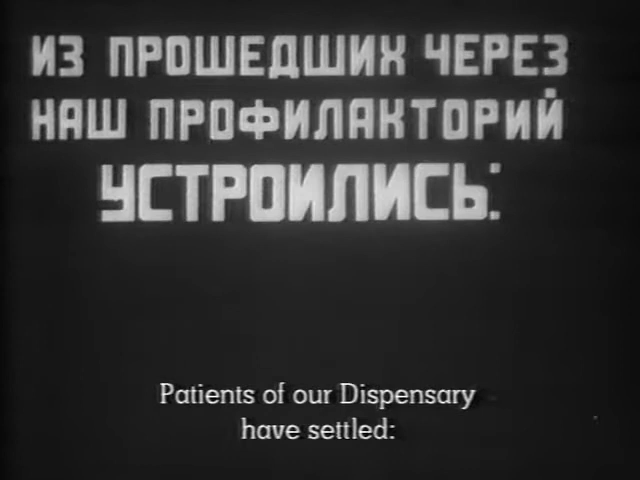 ИЗ ПРОШЕДШИХ ЧЕРЕЗ
НАШ ПРОФИЛАКТОРИЙ
УСТРОИЛИСЬ:
Patients of our Dispensary
have settled: